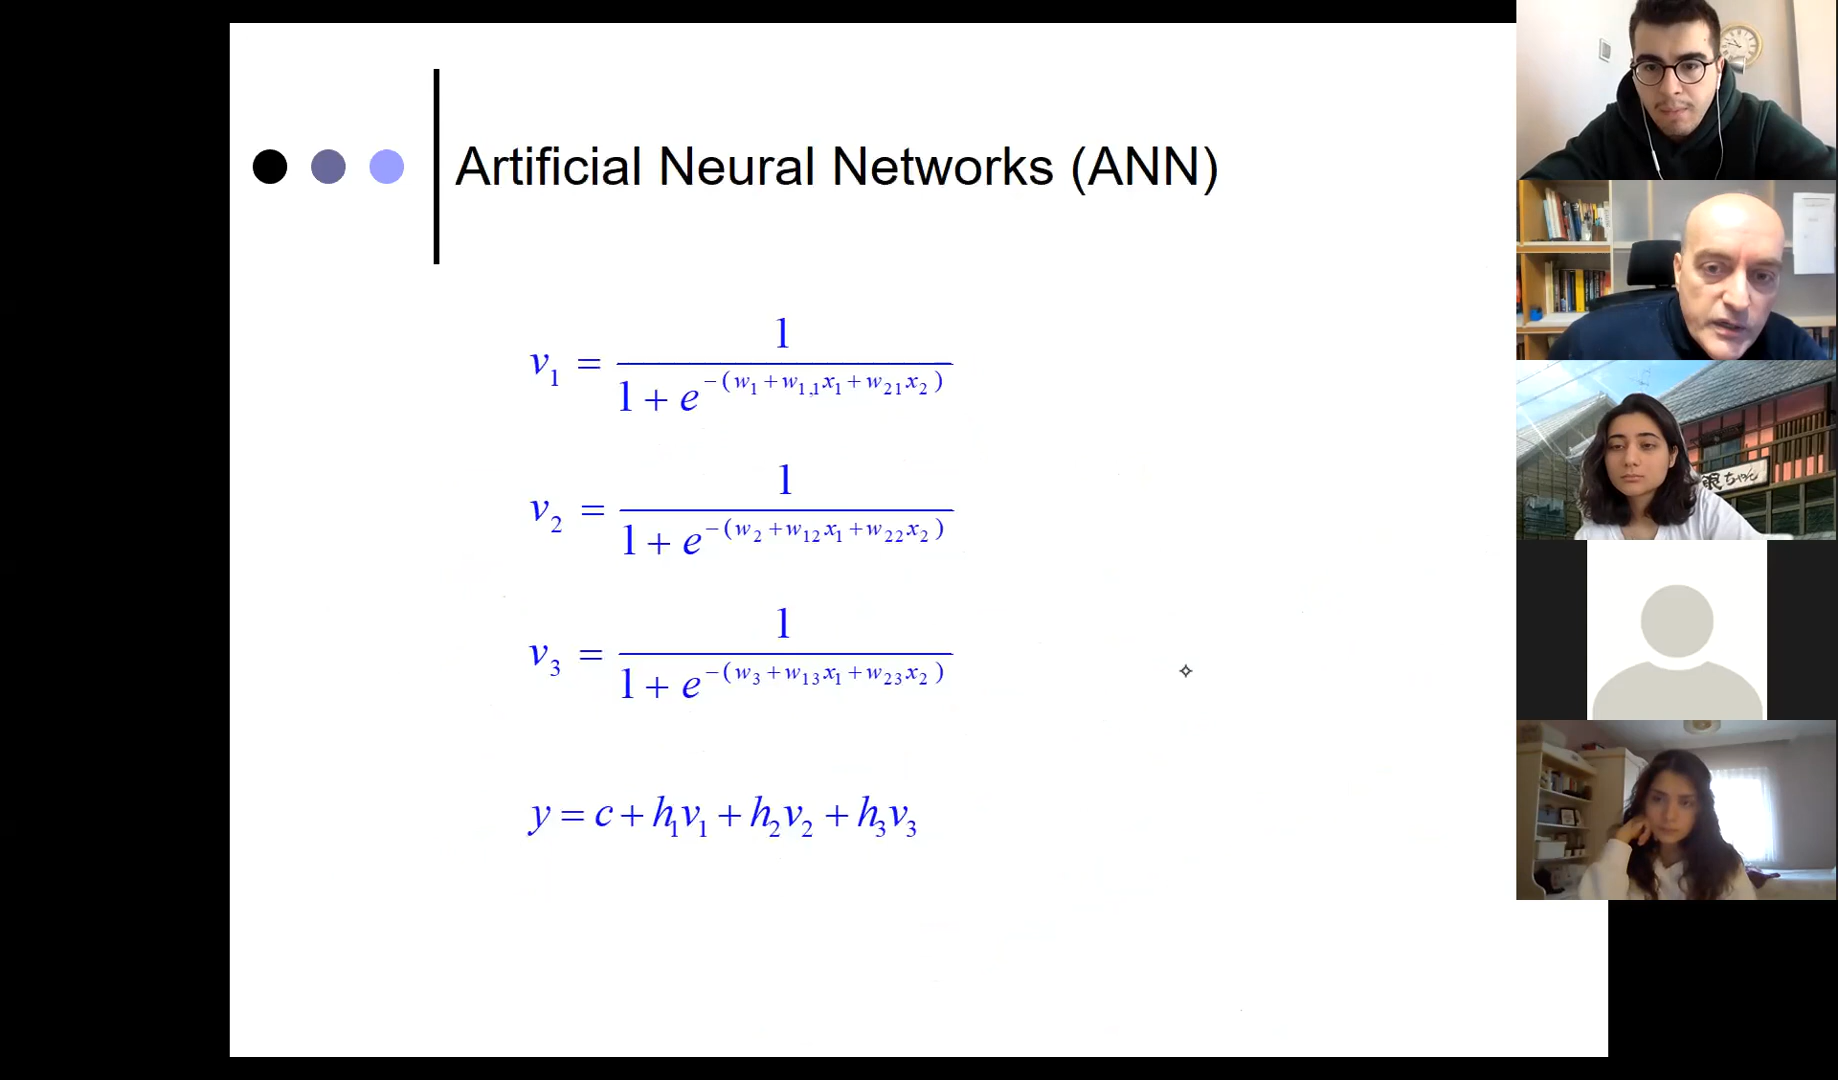 Artificial Neural Networks (ANN)
v₁ = 1 / (1 + e^(−(w₁ + w₁,₁x₁ + w₂₁x₂)))
v₂ = 1 / (1 + e^(−(w₂ + w₁₂x₁ + w₂₂x₂)))
v₃ = 1 / (1 + e^(−(w₃ + w₁₃x₁ + w₂₃x₂)))
y = c + h₁v₁ + h₂v₂ + h₃v₃